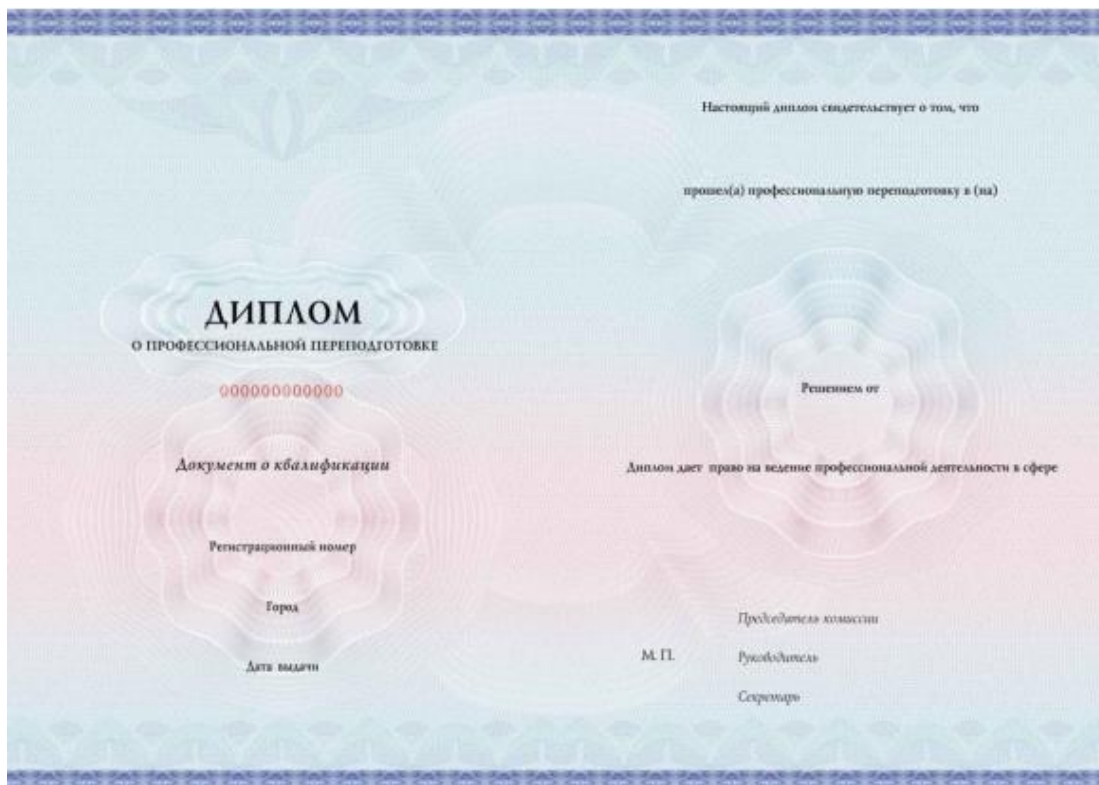 ДИПЛОМ
О ПРОФЕССИОНАЛЬНОЙ ПЕРЕПОДГОТОВКЕ
000000000000
Документ о квалификации
Регистрационный номер
Город
Дата выдачи
Настоящий диплом свидетельствует о том, что
прошел(а) профессиональную переподготовку в (на)
Решением от
Диплом дает право на ведение профессиональной деятельности в сфере
Председатель комиссии
М. П.
Руководитель
Секретарь